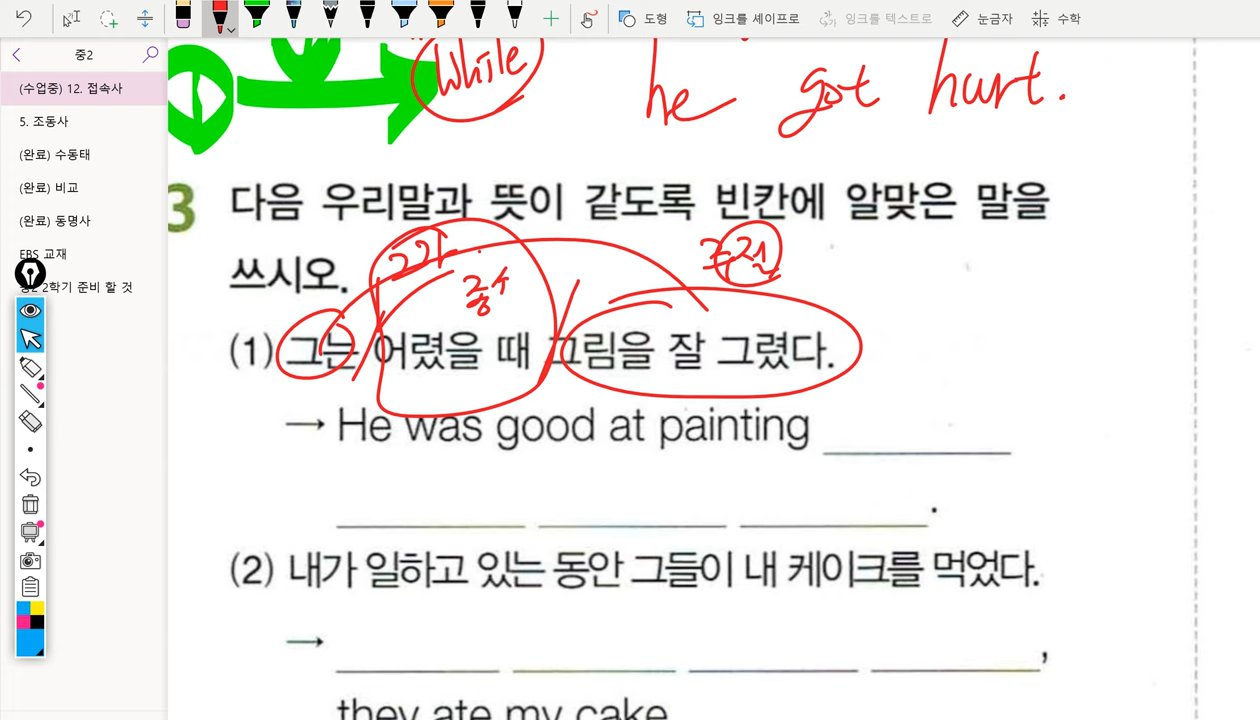 도형
잉크를 셰이프로
잉크를 텍스트로
눈금자
수학
중2
(수업중) 12. 접속사
5. 조동사
(완료) 수동태
(완료) 비교
(완료) 동명사
EBS 교재
2학기 준비 할 것
While he got hurt.
3 다음 우리말과 뜻이 같도록 빈칸에 알맞은 말을
쓰시오.
그가
종속
주절
(1) 그는 어렸을 때 그림을 잘 그렸다.
→ He was good at painting
.
(2) 내가 일하고 있는 동안 그들이 내 케이크를 먹었다.
→ ,
they ate my cake.